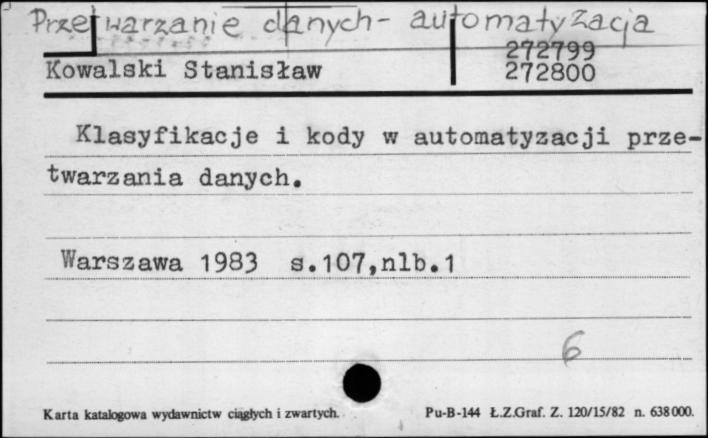 Przetwarzanie danych - automatyzacja
272799
Kowalski Stanisław
272800
Klasyfikacje i kody w automatyzacji prze-
twarzania danych.
Warszawa 1983 s.107,nlb.1
6
Karta katalogowa wydawnictw ciągłych i zwartych.
Pu-B-144 Ł.Z.Graf. Z. 120/15/82 n. 638000.